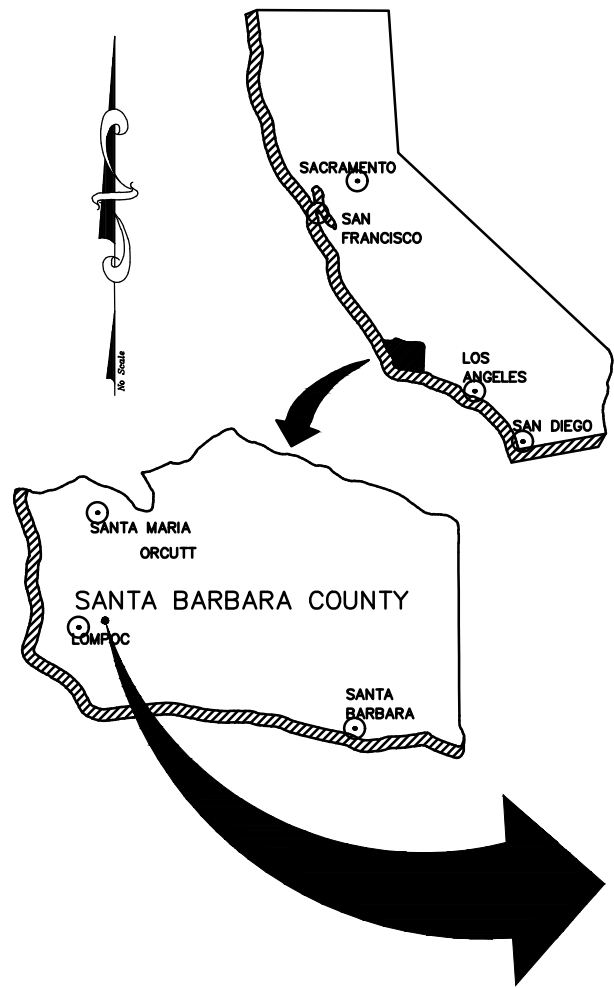 SACRAMENTO
SAN
FRANCISCO
No Scale
LOS
ANGELES
SAN DIEGO
SANTA MARIA
ORCUTT
SANTA BARBARA COUNTY
LOMPOC
SANTA
BARBARA